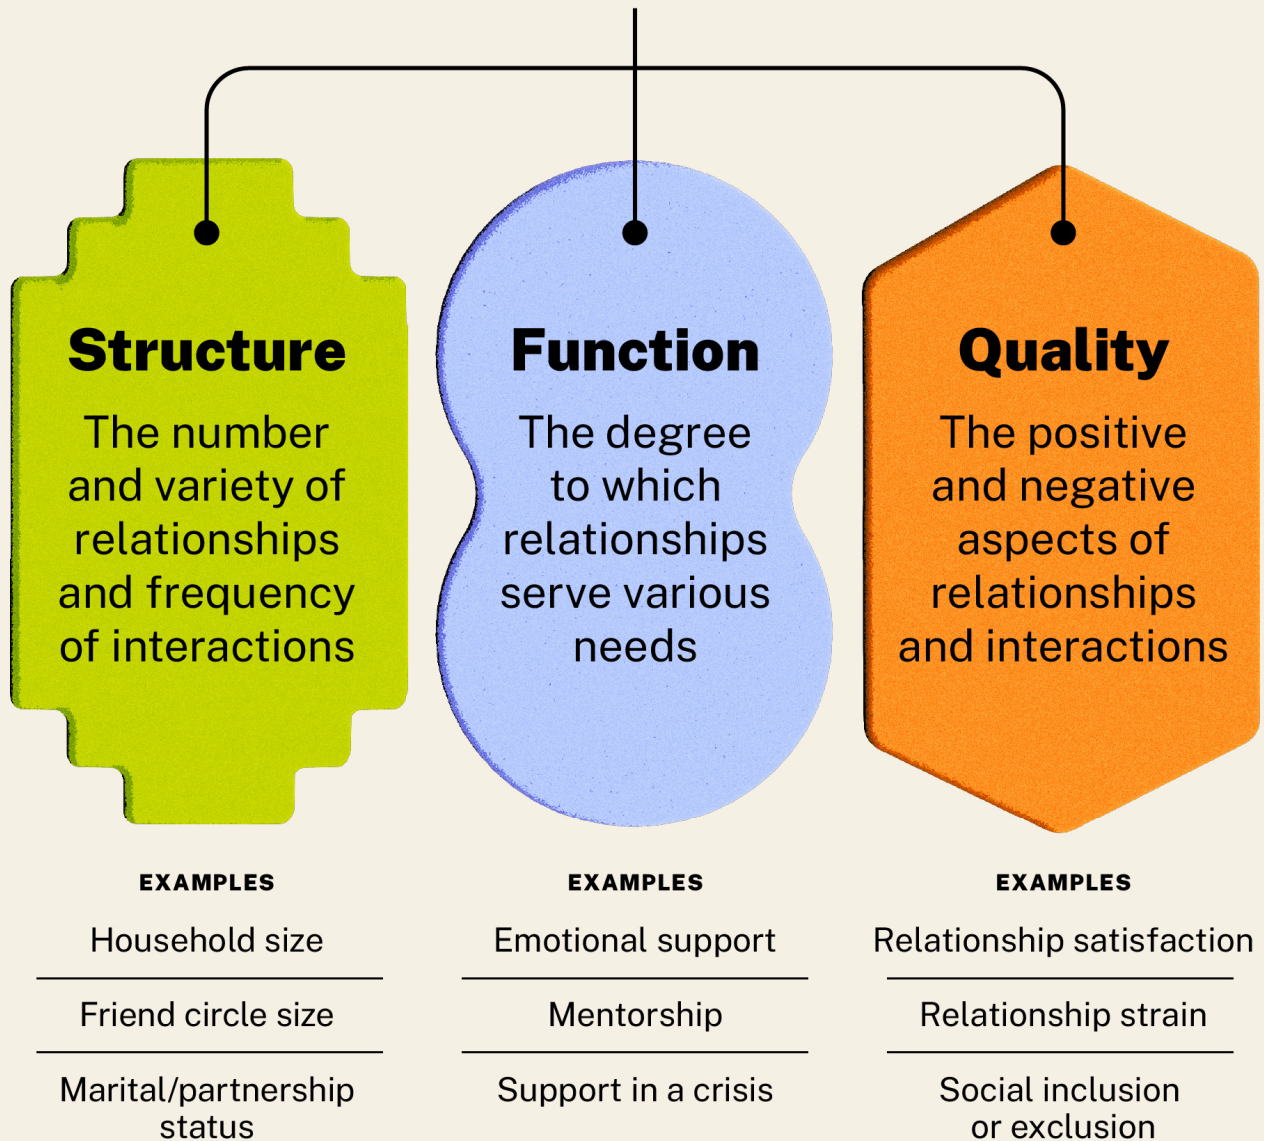 Structure
The number
and variety of
relationships
and frequency
of interactions
Function
The degree
to which
relationships
serve various
needs
Quality
The positive
and negative
aspects of
relationships
and interactions
EXAMPLES
Household size
Friend circle size
Marital/partnership
status
EXAMPLES
Emotional support
Mentorship
Support in a crisis
EXAMPLES
Relationship satisfaction
Relationship strain
Social inclusion
or exclusion